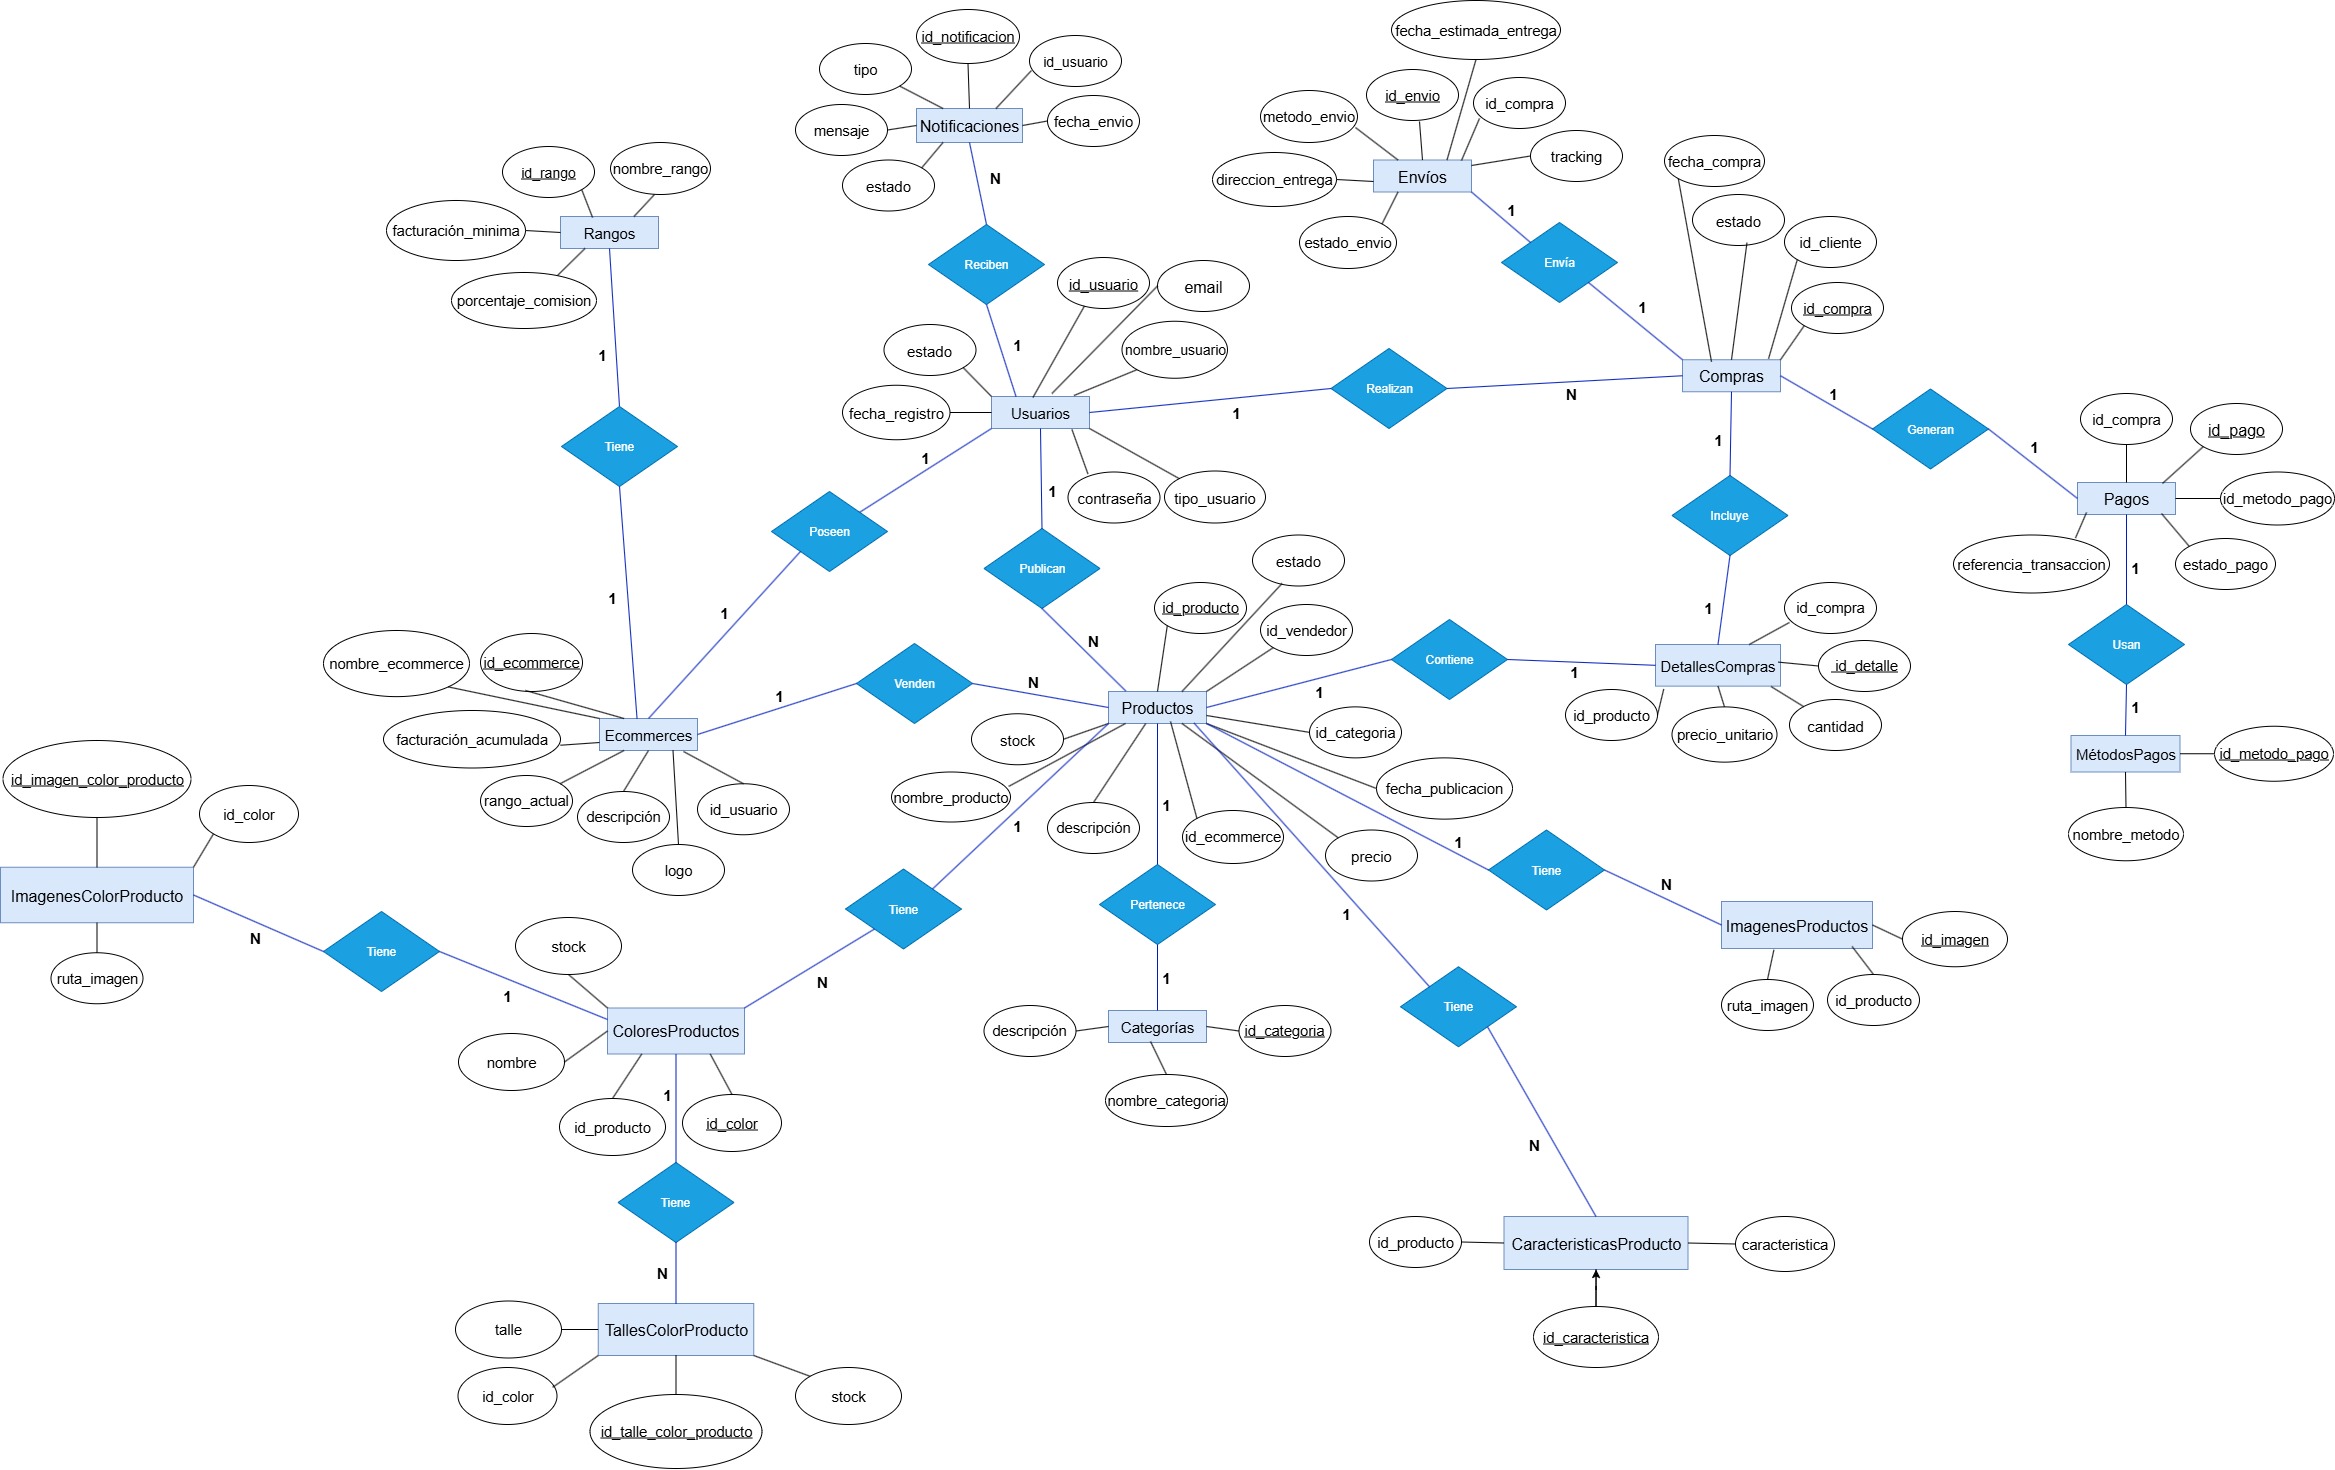 id_notificacion
tipo
id_usuario
mensaje
Notificaciones
fecha_envio
estado
N
Reciben
1
fecha_estimada_entrega
id_envio
metodo_envio
id_compra
tracking
direccion_entrega
Envíos
estado_envio
1
Envía
1
fecha_compra
estado
id_cliente
id_compra
Compras
id_rango
nombre_rango
facturación_minima
Rangos
porcentaje_comision
1
Tiene
1
id_usuario
email
estado
nombre_usuario
fecha_registro
Usuarios
contraseña
tipo_usuario
1
Realizan
N
1
Poseen
1
1
Publican
N
1
Generan
1
id_compra
id_pago
id_metodo_pago
Pagos
referencia_transaccion
estado_pago
1
Usan
1
MétodosPagos
id_metodo_pago
nombre_metodo
1
Incluye
1
id_compra
DetallesCompras
id_detalle
id_producto
precio_unitario
cantidad
1
Contiene
1
nombre_ecommerce
id_ecommerce
facturación_acumulada
Ecommerces
rango_actual
descripción
id_usuario
logo
1
Venden
N
estado
id_producto
id_vendedor
Productos
stock
id_categoria
nombre_producto
fecha_publicacion
descripción
id_ecommerce
precio
1
Pertenece
1
descripción
Categorías
id_categoria
nombre_categoria
1
Tiene
N
ImagenesProductos
id_imagen
ruta_imagen
id_producto
1
Tiene
N
id_producto
CaracteristicasProducto
caracteristica
id_caracteristica
1
Tiene
N
id_imagen_color_producto
id_color
ImagenesColorProducto
ruta_imagen
N
Tiene
1
stock
ColoresProductos
nombre
id_producto
id_color
1
Tiene
N
talle
TallesColorProducto
id_color
stock
id_talle_color_producto